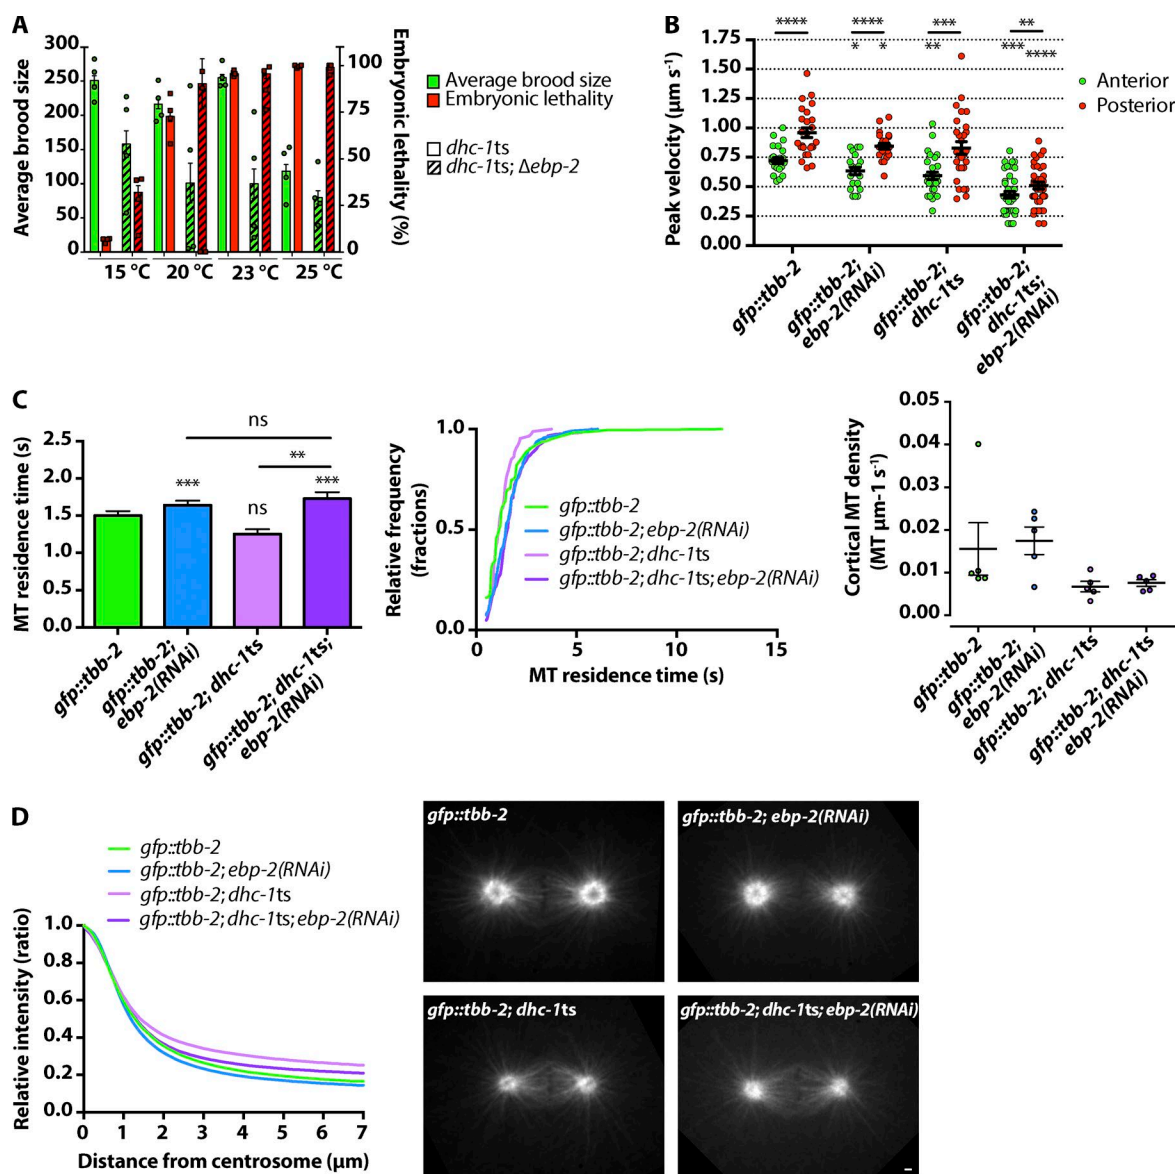 A
Average brood size
300
250
200
150
100
50
0
100
75
50
25
0
Embryonic lethality (%)
15 °C
20 °C
23 °C
25 °C
Average brood size
Embryonic lethality
dhc-1ts
dhc-1ts; Δebp-2
B
Peak velocity (µm s⁻¹)
1.75
1.50
1.25
1.00
0.75
0.50
0.25
0.00
**** **** *** **
* * ** *** ****
Anterior
Posterior
gfp::tbb-2
gfp::tbb-2;
ebp-2(RNAi)
gfp::tbb-2;
dhc-1ts
gfp::tbb-2;
dhc-1ts;
ebp-2(RNAi)
C
MT residence time (s)
2.5
2.0
1.5
1.0
0.5
0.0
ns
**
*** ns ***
gfp::tbb-2
gfp::tbb-2;
ebp-2(RNAi)
gfp::tbb-2; dhc-1ts
gfp::tbb-2; dhc-1ts;
ebp-2(RNAi)
Relative frequency
(fractions)
1.0
0.5
0.0
gfp::tbb-2
gfp::tbb-2; ebp-2(RNAi)
gfp::tbb-2; dhc-1ts
gfp::tbb-2; dhc-1ts; ebp-2(RNAi)
0 5 10 15
MT residence time (s)
Cortical MT density
(MT µm-1 s⁻¹)
0.05
0.04
0.03
0.02
0.01
0.00
gfp::tbb-2
gfp::tbb-2;
ebp-2(RNAi)
gfp::tbb-2; dhc-1ts
gfp::tbb-2; dhc-1ts
ebp-2(RNAi)
D
gfp::tbb-2
gfp::tbb-2; ebp-2(RNAi)
gfp::tbb-2; dhc-1ts
gfp::tbb-2; dhc-1ts; ebp-2(RNAi)
Relative intensity (ratio)
1.0
0.8
0.6
0.4
0.2
0.0
0 1 2 3 4 5 6 7
Distance from centrosome (µm)
gfp::tbb-2
gfp::tbb-2; ebp-2(RNAi)
gfp::tbb-2; dhc-1ts
gfp::tbb-2; dhc-1ts; ebp-2(RNAi)